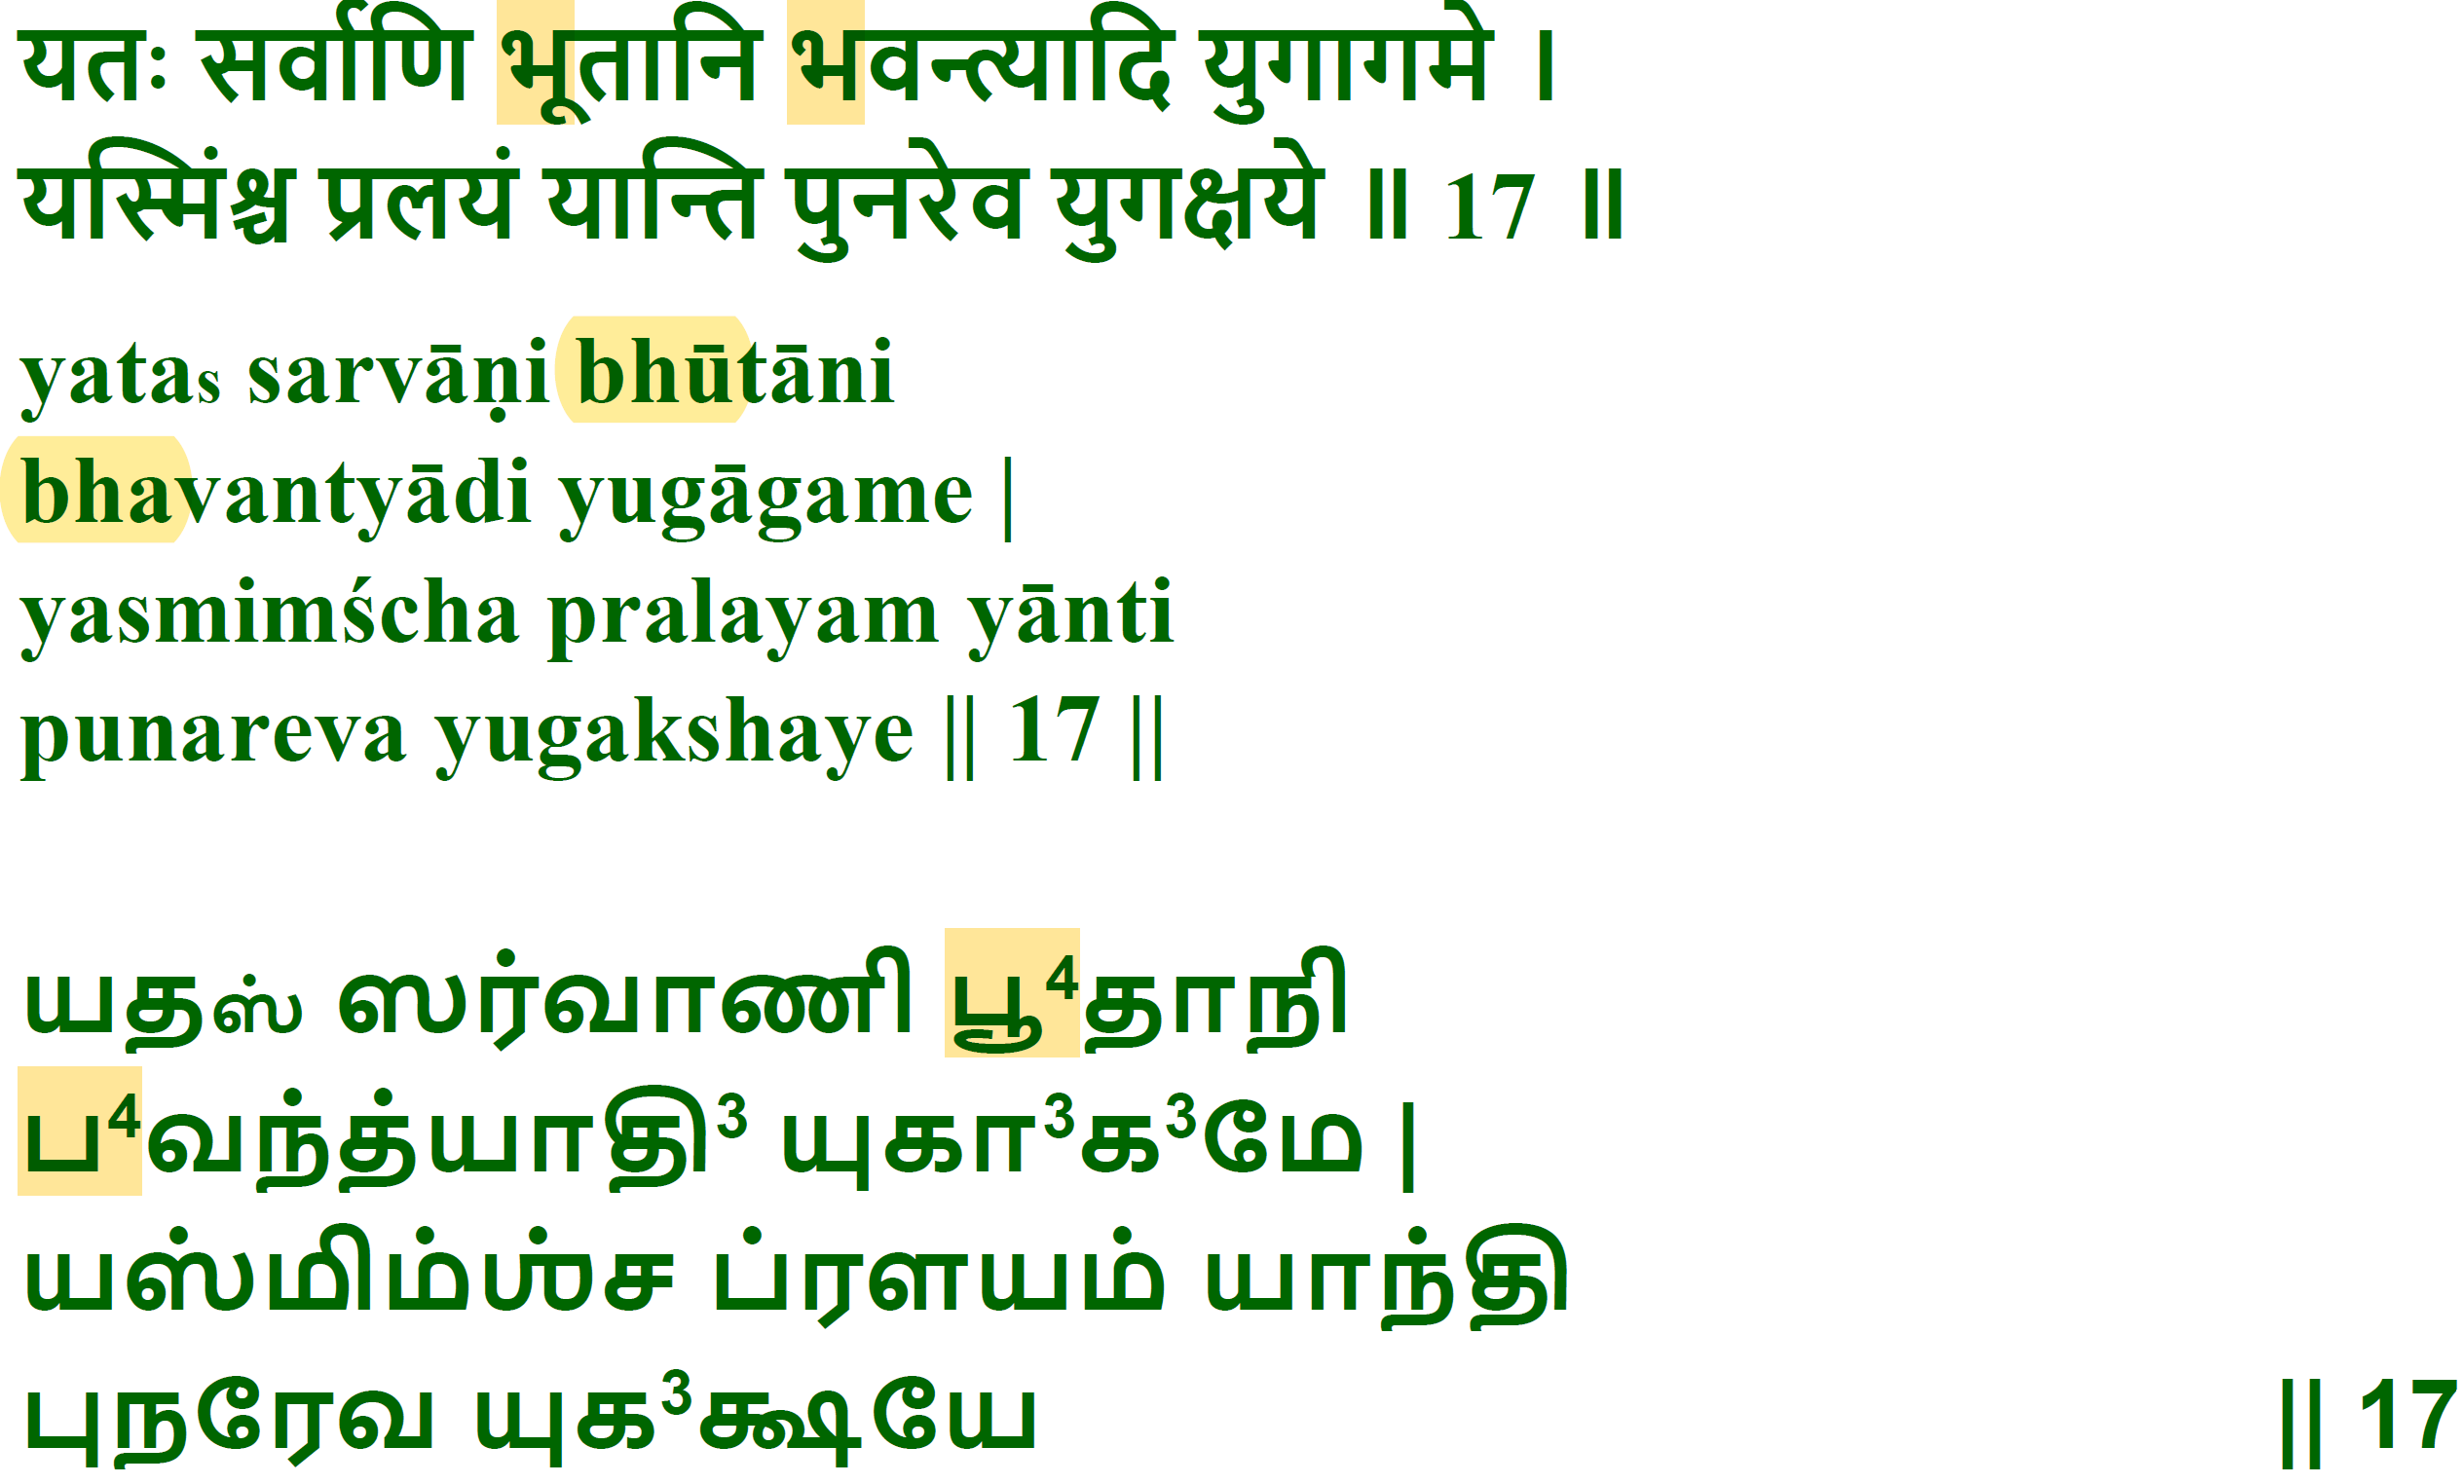 यतः सर्वाणि भूतानि भवन्त्यादि युगागमे ।
यस्मिंश्च प्रलयं यान्ति पुनरेव युगक्षये ॥ 17 ॥
yatas sarvāṇi bhūtāni
bhavantyādi yugāgame |
yasmimścha pralayam yānti
punareva yugakshaye || 17 ||
யதஸ் ஸர்வாணி பூ⁴தாநி
ப⁴வந்த்யாதி³ யுகா³க³மே |
யஸ்மிம்ஶ்ச ப்ரளயம் யாந்தி
புநரேவ யுக³க்ஷயே || 17